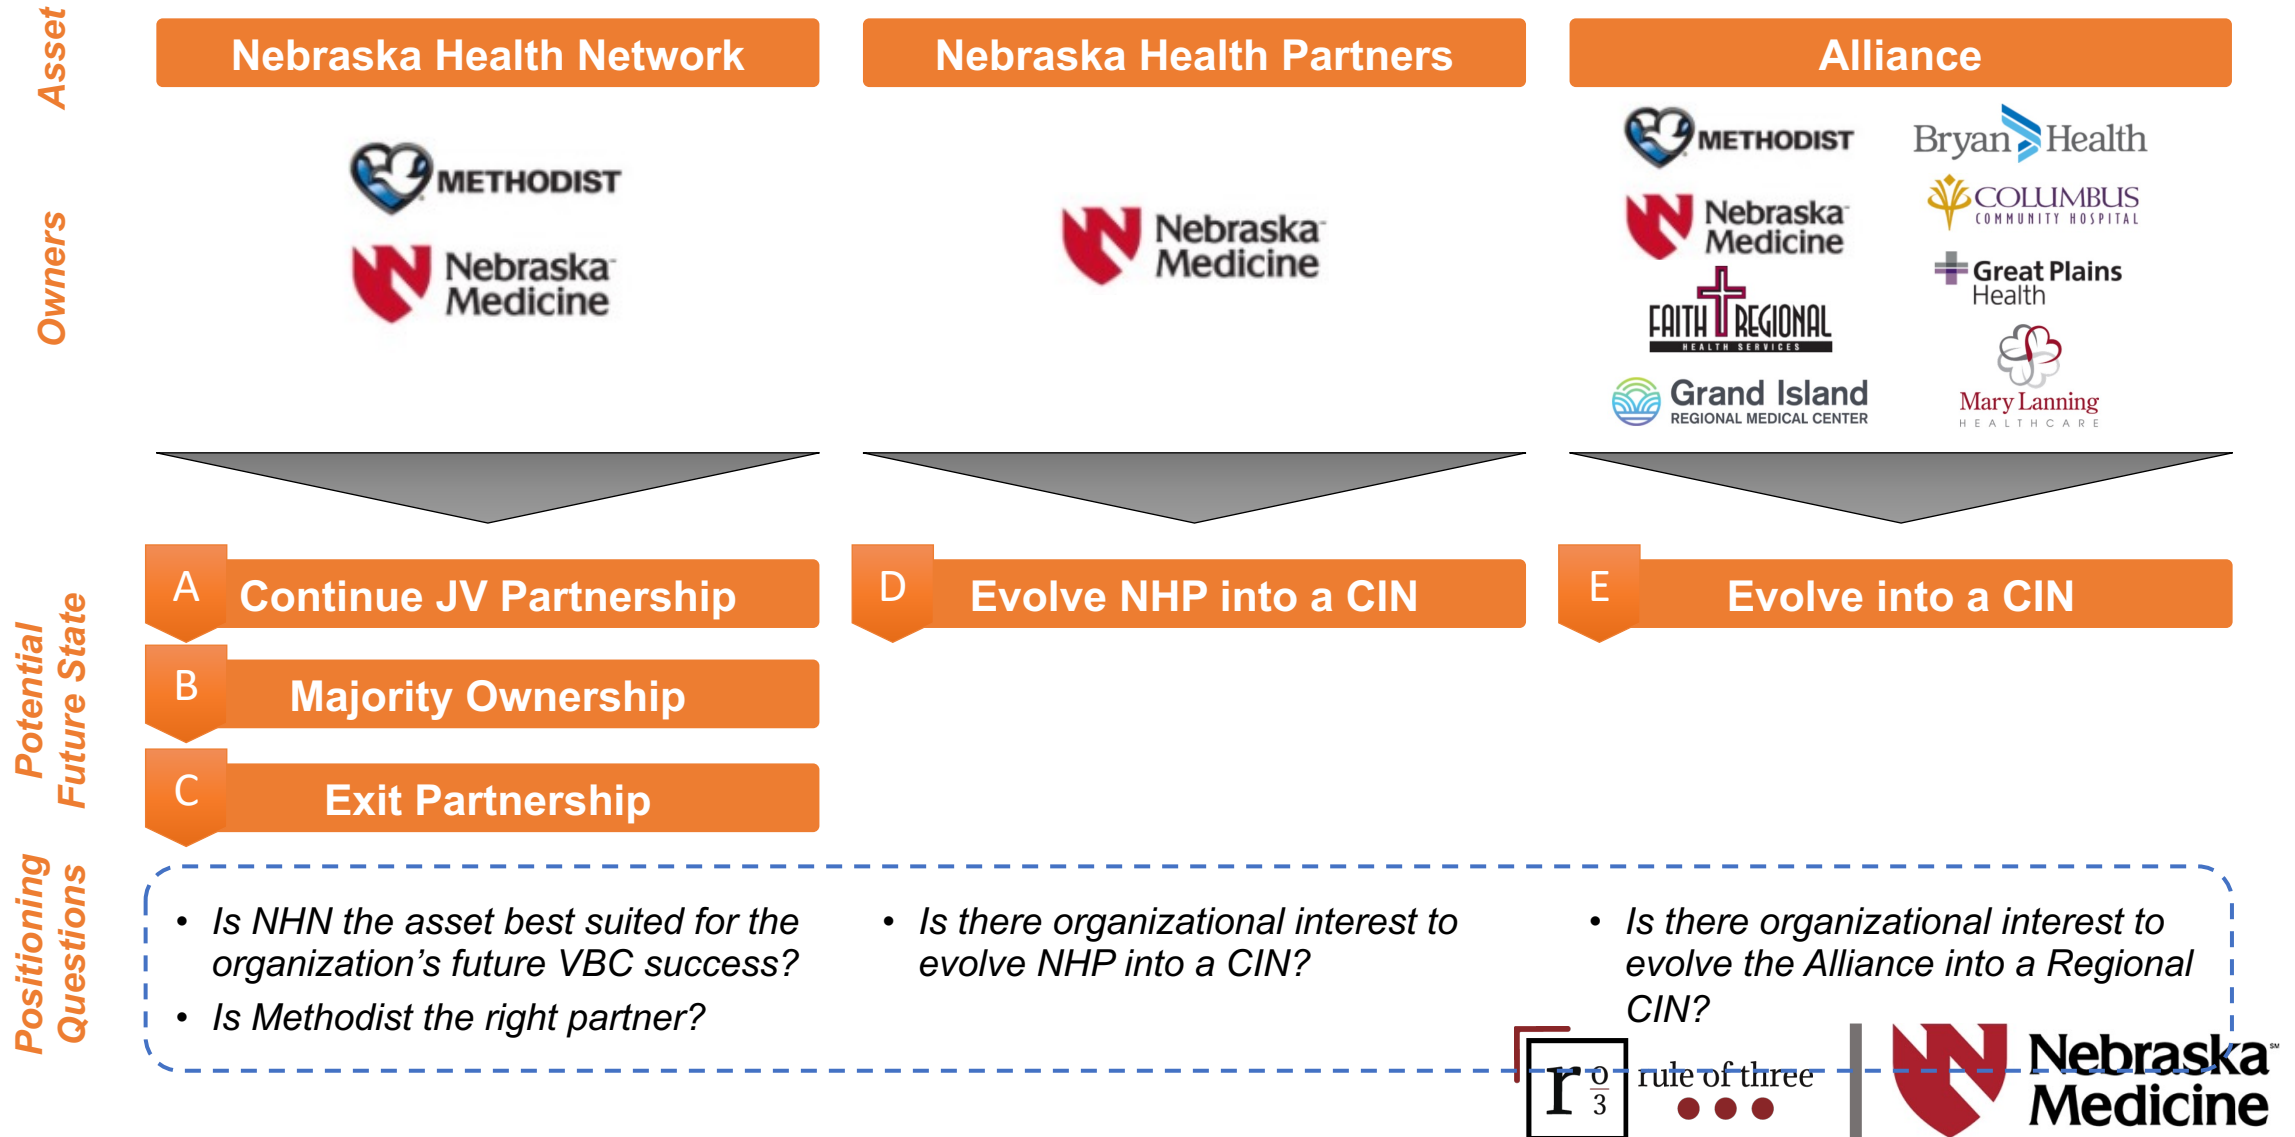 Asset
Nebraska Health Network
Nebraska Health Partners
Alliance
Owners
METHODIST
Nebraska
Medicine
Nebraska
Medicine
METHODIST
Bryan Health
Nebraska
Medicine
COLUMBUS
COMMUNITY HOSPITAL
FAITH REGIONAL
HEALTH SERVICES
Great Plains
Health
Grand Island
REGIONAL MEDICAL CENTER
Mary Lanning
HEALTHCARE
Potential
Future State
A
Continue JV Partnership
B
Majority Ownership
C
Exit Partnership
D
Evolve NHP into a CIN
E
Evolve into a CIN
Positioning
Questions
• Is NHN the asset best suited for the
organization's future VBC success?
• Is Methodist the right partner?
• Is there organizational interest to
evolve NHP into a CIN?
• Is there organizational interest to
evolve the Alliance into a Regional
CIN?
r o
3
rule of three
Nebraska℠
Medicine